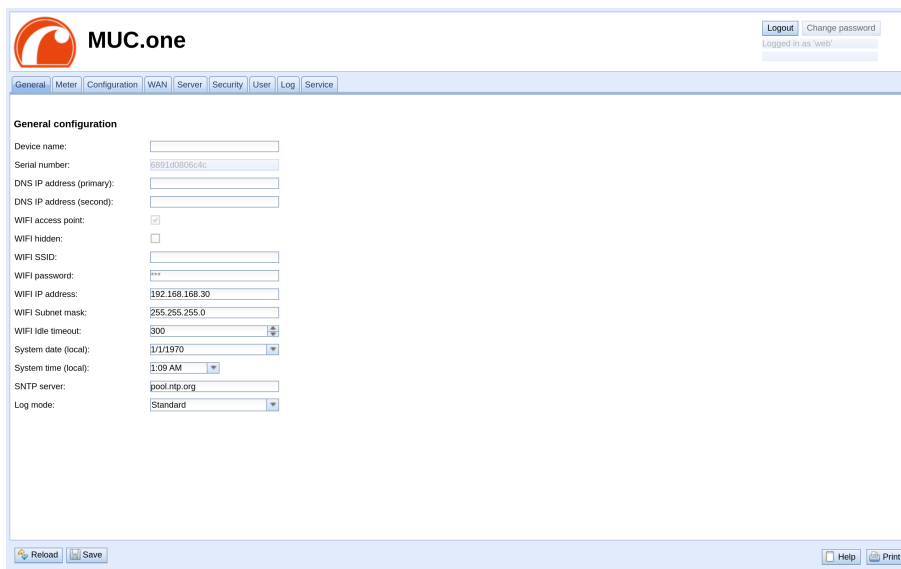 MUC.one
Logout Change password
Logged in as 'web'
General Meter Configuration WAN Server Security User Log Service
General configuration
Device name:
Serial number: 6891d0806c4c
DNS IP address (primary):
DNS IP address (second):
WIFI access point:
WIFI hidden:
WIFI SSID:
WIFI password: ***
WIFI IP address: 192.168.168.30
WIFI Subnet mask: 255.255.255.0
WIFI Idle timeout: 300
System date (local): 1/1/1970
System time (local): 1:09 AM
SNTP server: pool.ntp.org
Log mode: Standard
Reload Save Help Print